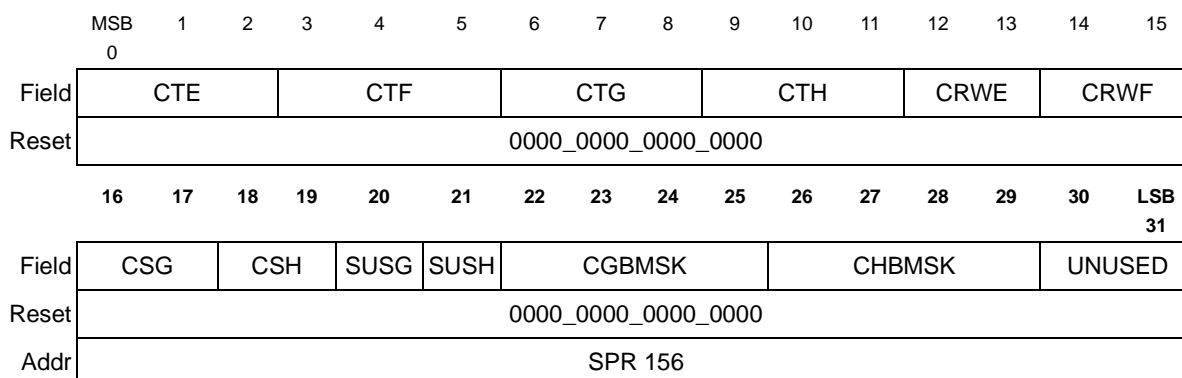 MSB 1 2 3 4 5 6 7 8 9 10 11 12 13 14 15
0
Field CTE CTF CTG CTH CRWE CRWF
Reset 0000_0000_0000_0000
16 17 18 19 20 21 22 23 24 25 26 27 28 29 30 LSB
31
Field CSG CSH SUSG SUSH CGBMSK CHBMSK UNUSED
Reset 0000_0000_0000_0000
Addr SPR 156